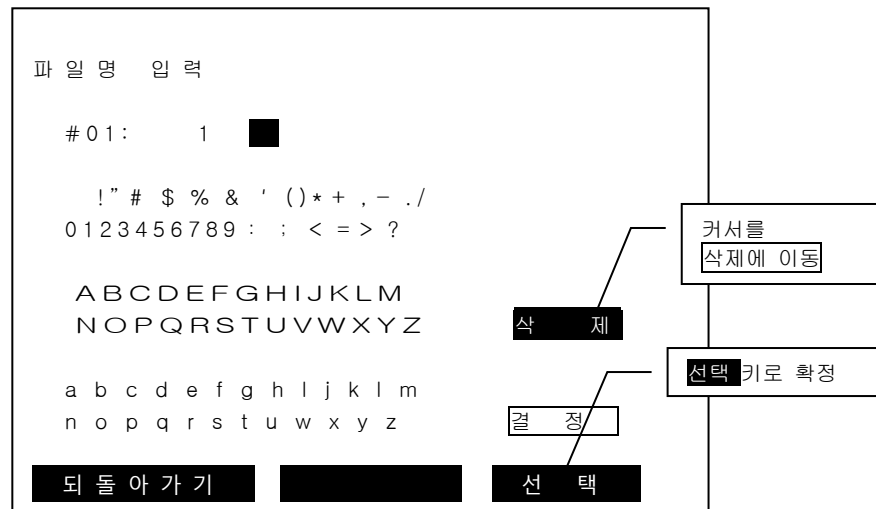 파일명 입력
#01: 1
!"#$%&'()*+,-./
0123456789:;<=>?
ABCDEFGHIJKLM
NOPQRSTUVWXYZ
삭 제
a b c d e f g h l j k l m
n o p q r s t u w x y z
결 정
되돌아가기
선 택
커서를
삭제에 이동
선택 키로 확정